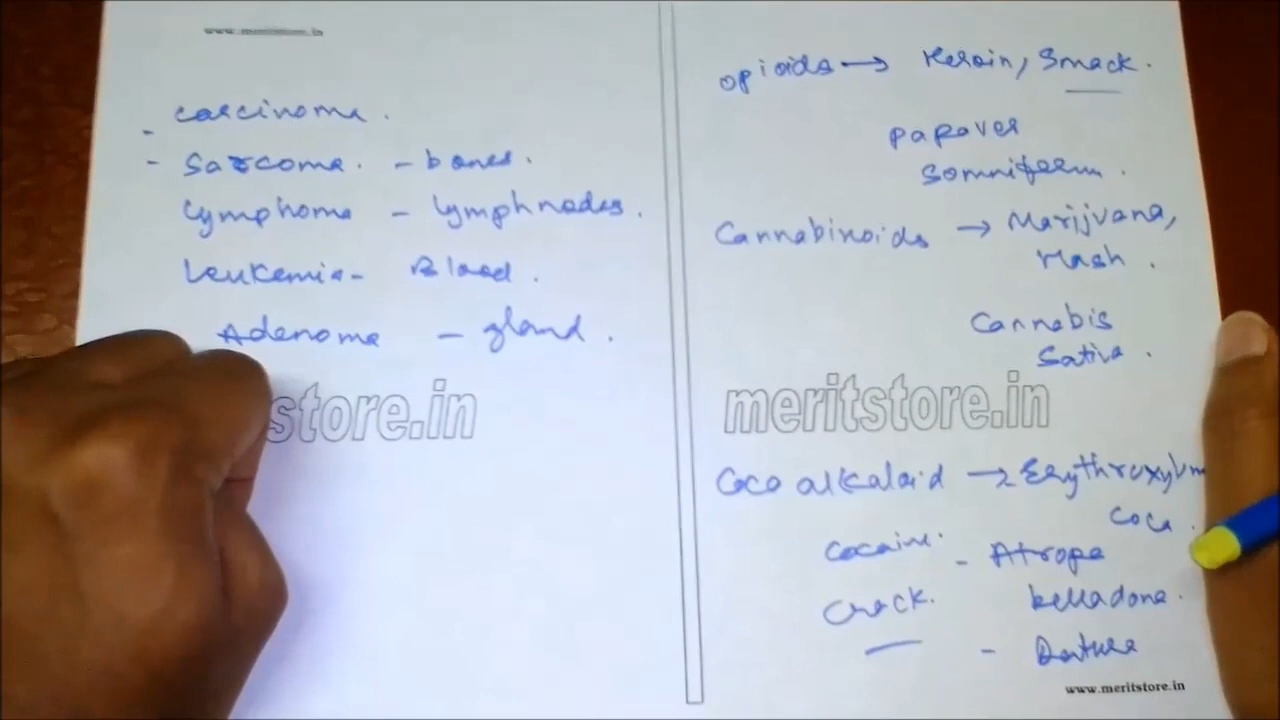 www.meritstore.in
- carcinoma.
- Sarcoma. - bones.
Lymphoma - lymphnodes.
Leukemia - Blood.
Adenoma - gland.
store.in
opioids → Heroin, Smack.
papaver
somniferum.
Cannabinoids → Marijuana,
Hash.
Cannabis
Sativa.
meritstore.in
Coco alkaloid → Erythroxylum
coca.
Cocaine. - Atropa
Crack. belladona.
- Datura
www.meritstore.in